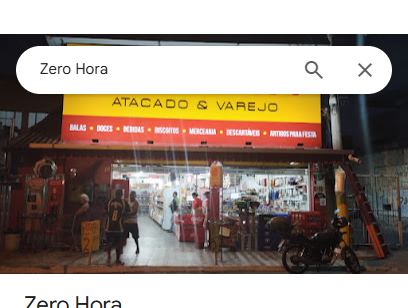 Zero Hora
ATACADO & VAREJO
BALAS • DOCES • BEBIDAS • BISCOITOS • MERCEARIA • DESCARTÁVEIS • ARTIGOS PARA FESTA
Zero Hora